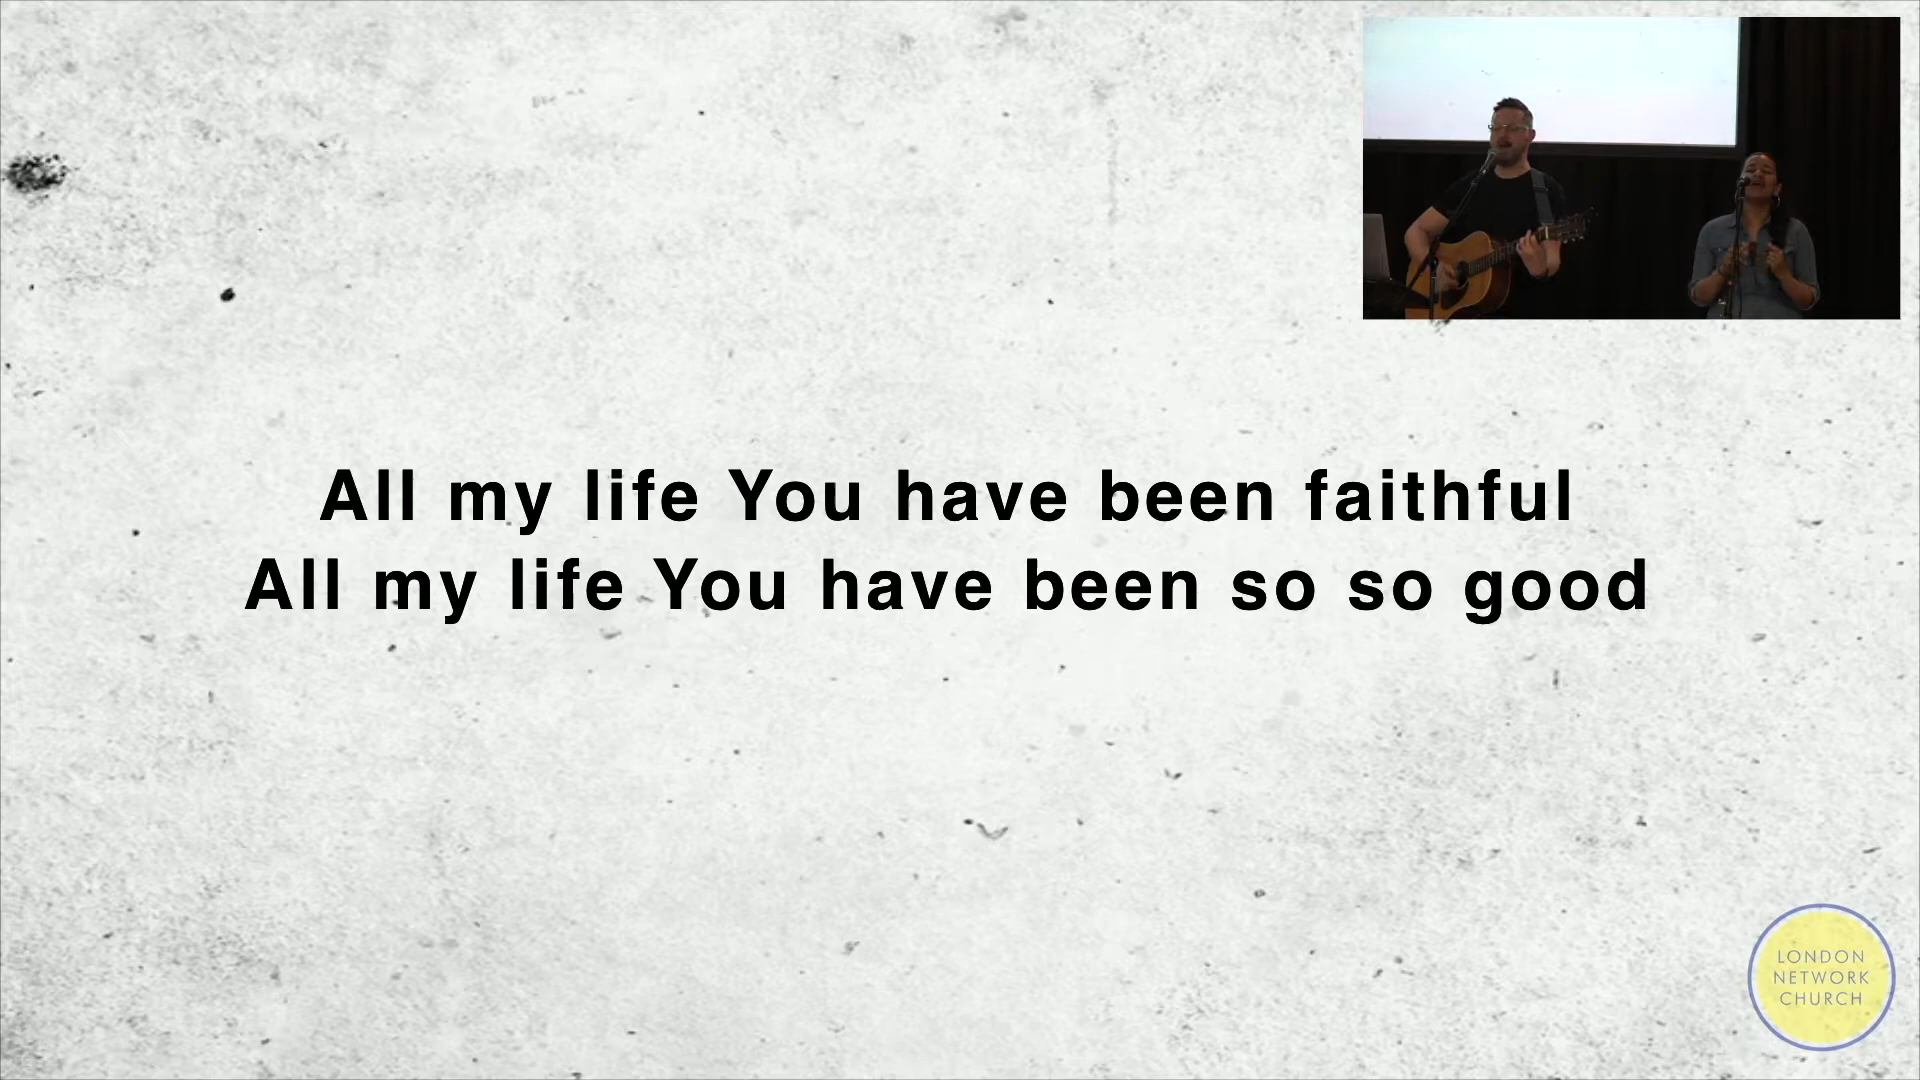 All my life You have been faithful
All my life You have been so so good
LONDON
NETWORK
CHURCH